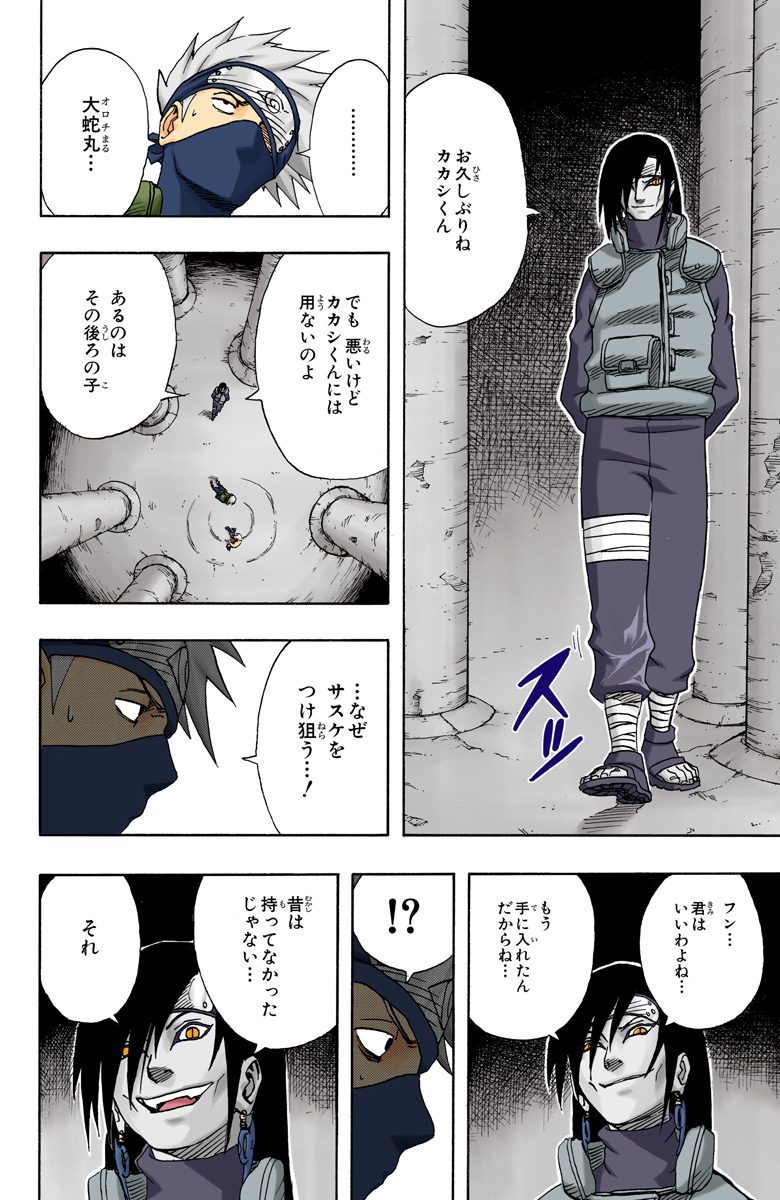 お久しぶりね
カカシくん
スッ
…………
大蛇丸…
でも 悪いけど
カカシくんには
用ないのよ
あるのは
その後ろの子
…なぜ
サスケを
つけ狙う…!
フン…
君は
いいわよね…
もう
手に入れたん
だからね…
!?
昔は
持ってなかった
じゃない…
それ